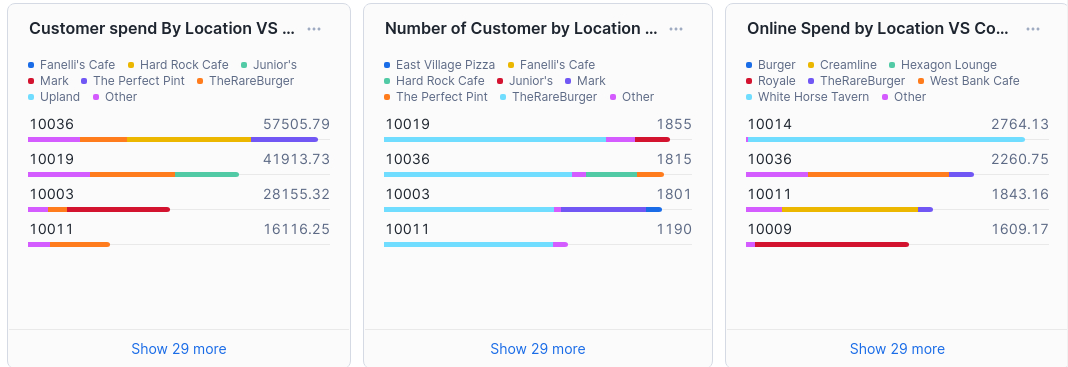 Customer spend By Location VS ...
Fanelli's Cafe Hard Rock Cafe Junior's
Mark The Perfect Pint TheRareBurger
Upland Other
10036 57505.79
10019 41913.73
10003 28155.32
10011 16116.25
Show 29 more
Number of Customer by Location ...
East Village Pizza Fanelli's Cafe
Hard Rock Cafe Junior's Mark
The Perfect Pint TheRareBurger Other
10019 1855
10036 1815
10003 1801
10011 1190
Show 29 more
Online Spend by Location VS Co...
Burger Creamline Hexagon Lounge
Royale TheRareBurger West Bank Cafe
White Horse Tavern Other
10014 2764.13
10036 2260.75
10011 1843.16
10009 1609.17
Show 29 more